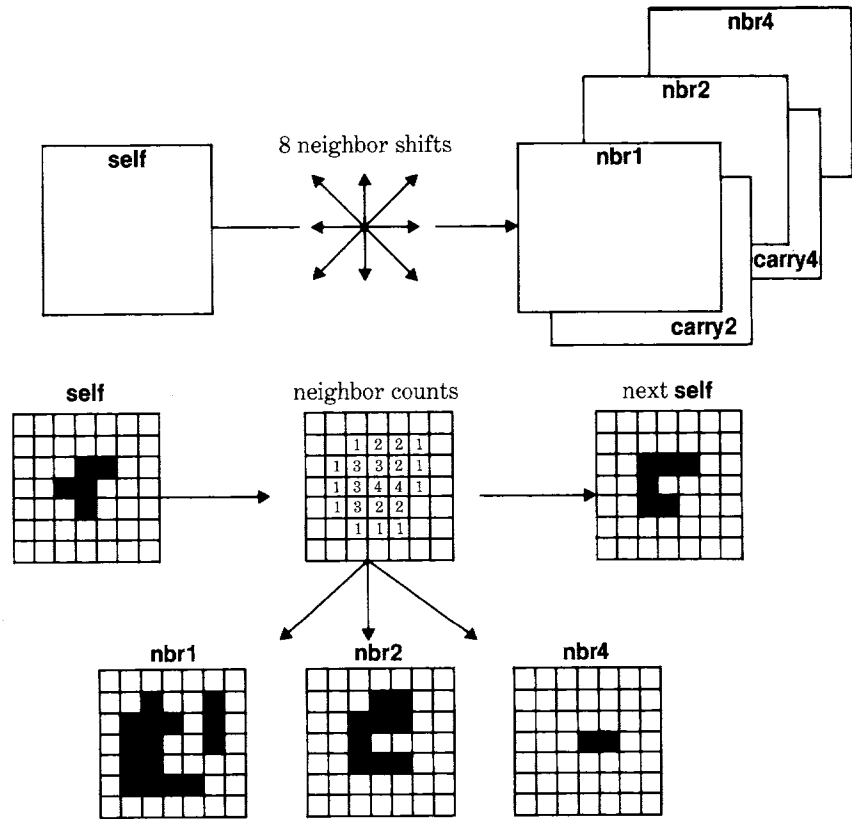 nbr4
nbr2
self
8 neighbor shifts
nbr1
carry4
carry2
self
neighbor counts
next self
1 2 2 1
1 3 3 2 1
1 3 4 4 1
1 3 2 2
1 1 1
nbr1
nbr2
nbr4